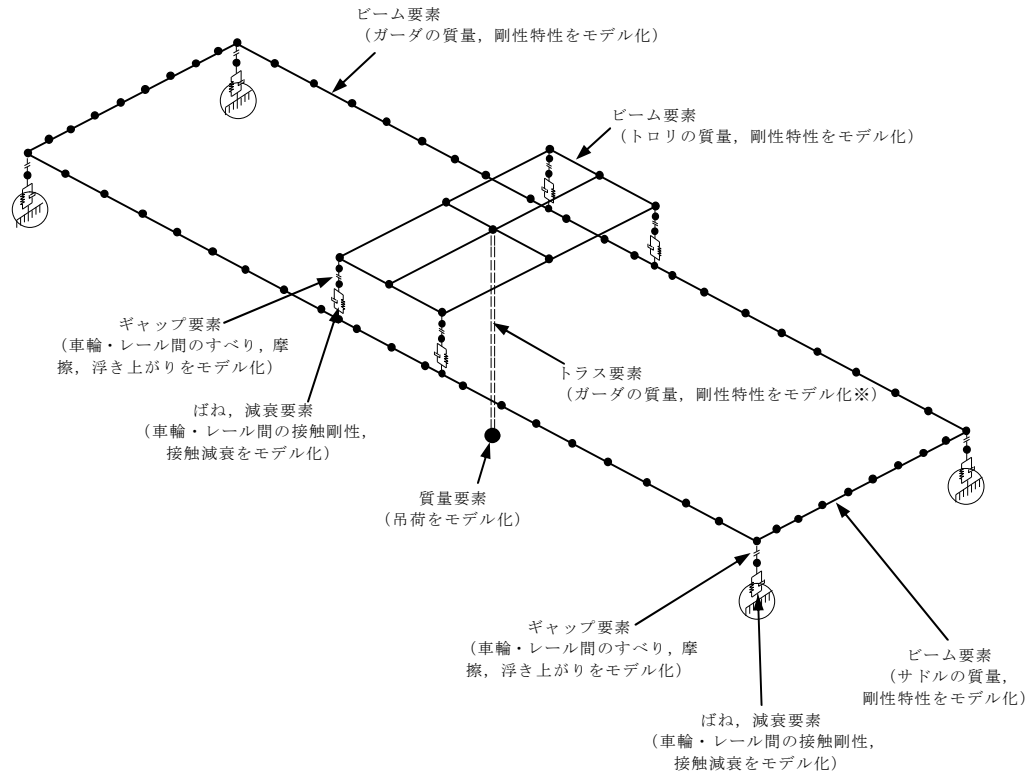 ビーム要素
（ガーダの質量，剛性特性をモデル化）
ビーム要素
（トロリの質量，剛性特性をモデル化）
ギャップ要素
（車輪・レール間のすべり，摩
擦，浮き上がりをモデル化）
トラス要素
（ガーダの質量，剛性特性をモデル化※）
ばね，減衰要素
（車輪・レール間の接触剛性，
接触減衰をモデル化）
質量要素
（吊荷をモデル化）
ギャップ要素
（車輪・レール間のすべり，摩
擦，浮き上がりをモデル化）
ビーム要素
（サドルの質量，
剛性特性をモデル化）
ばね，減衰要素
（車輪・レール間の接触剛性，
接触減衰をモデル化）